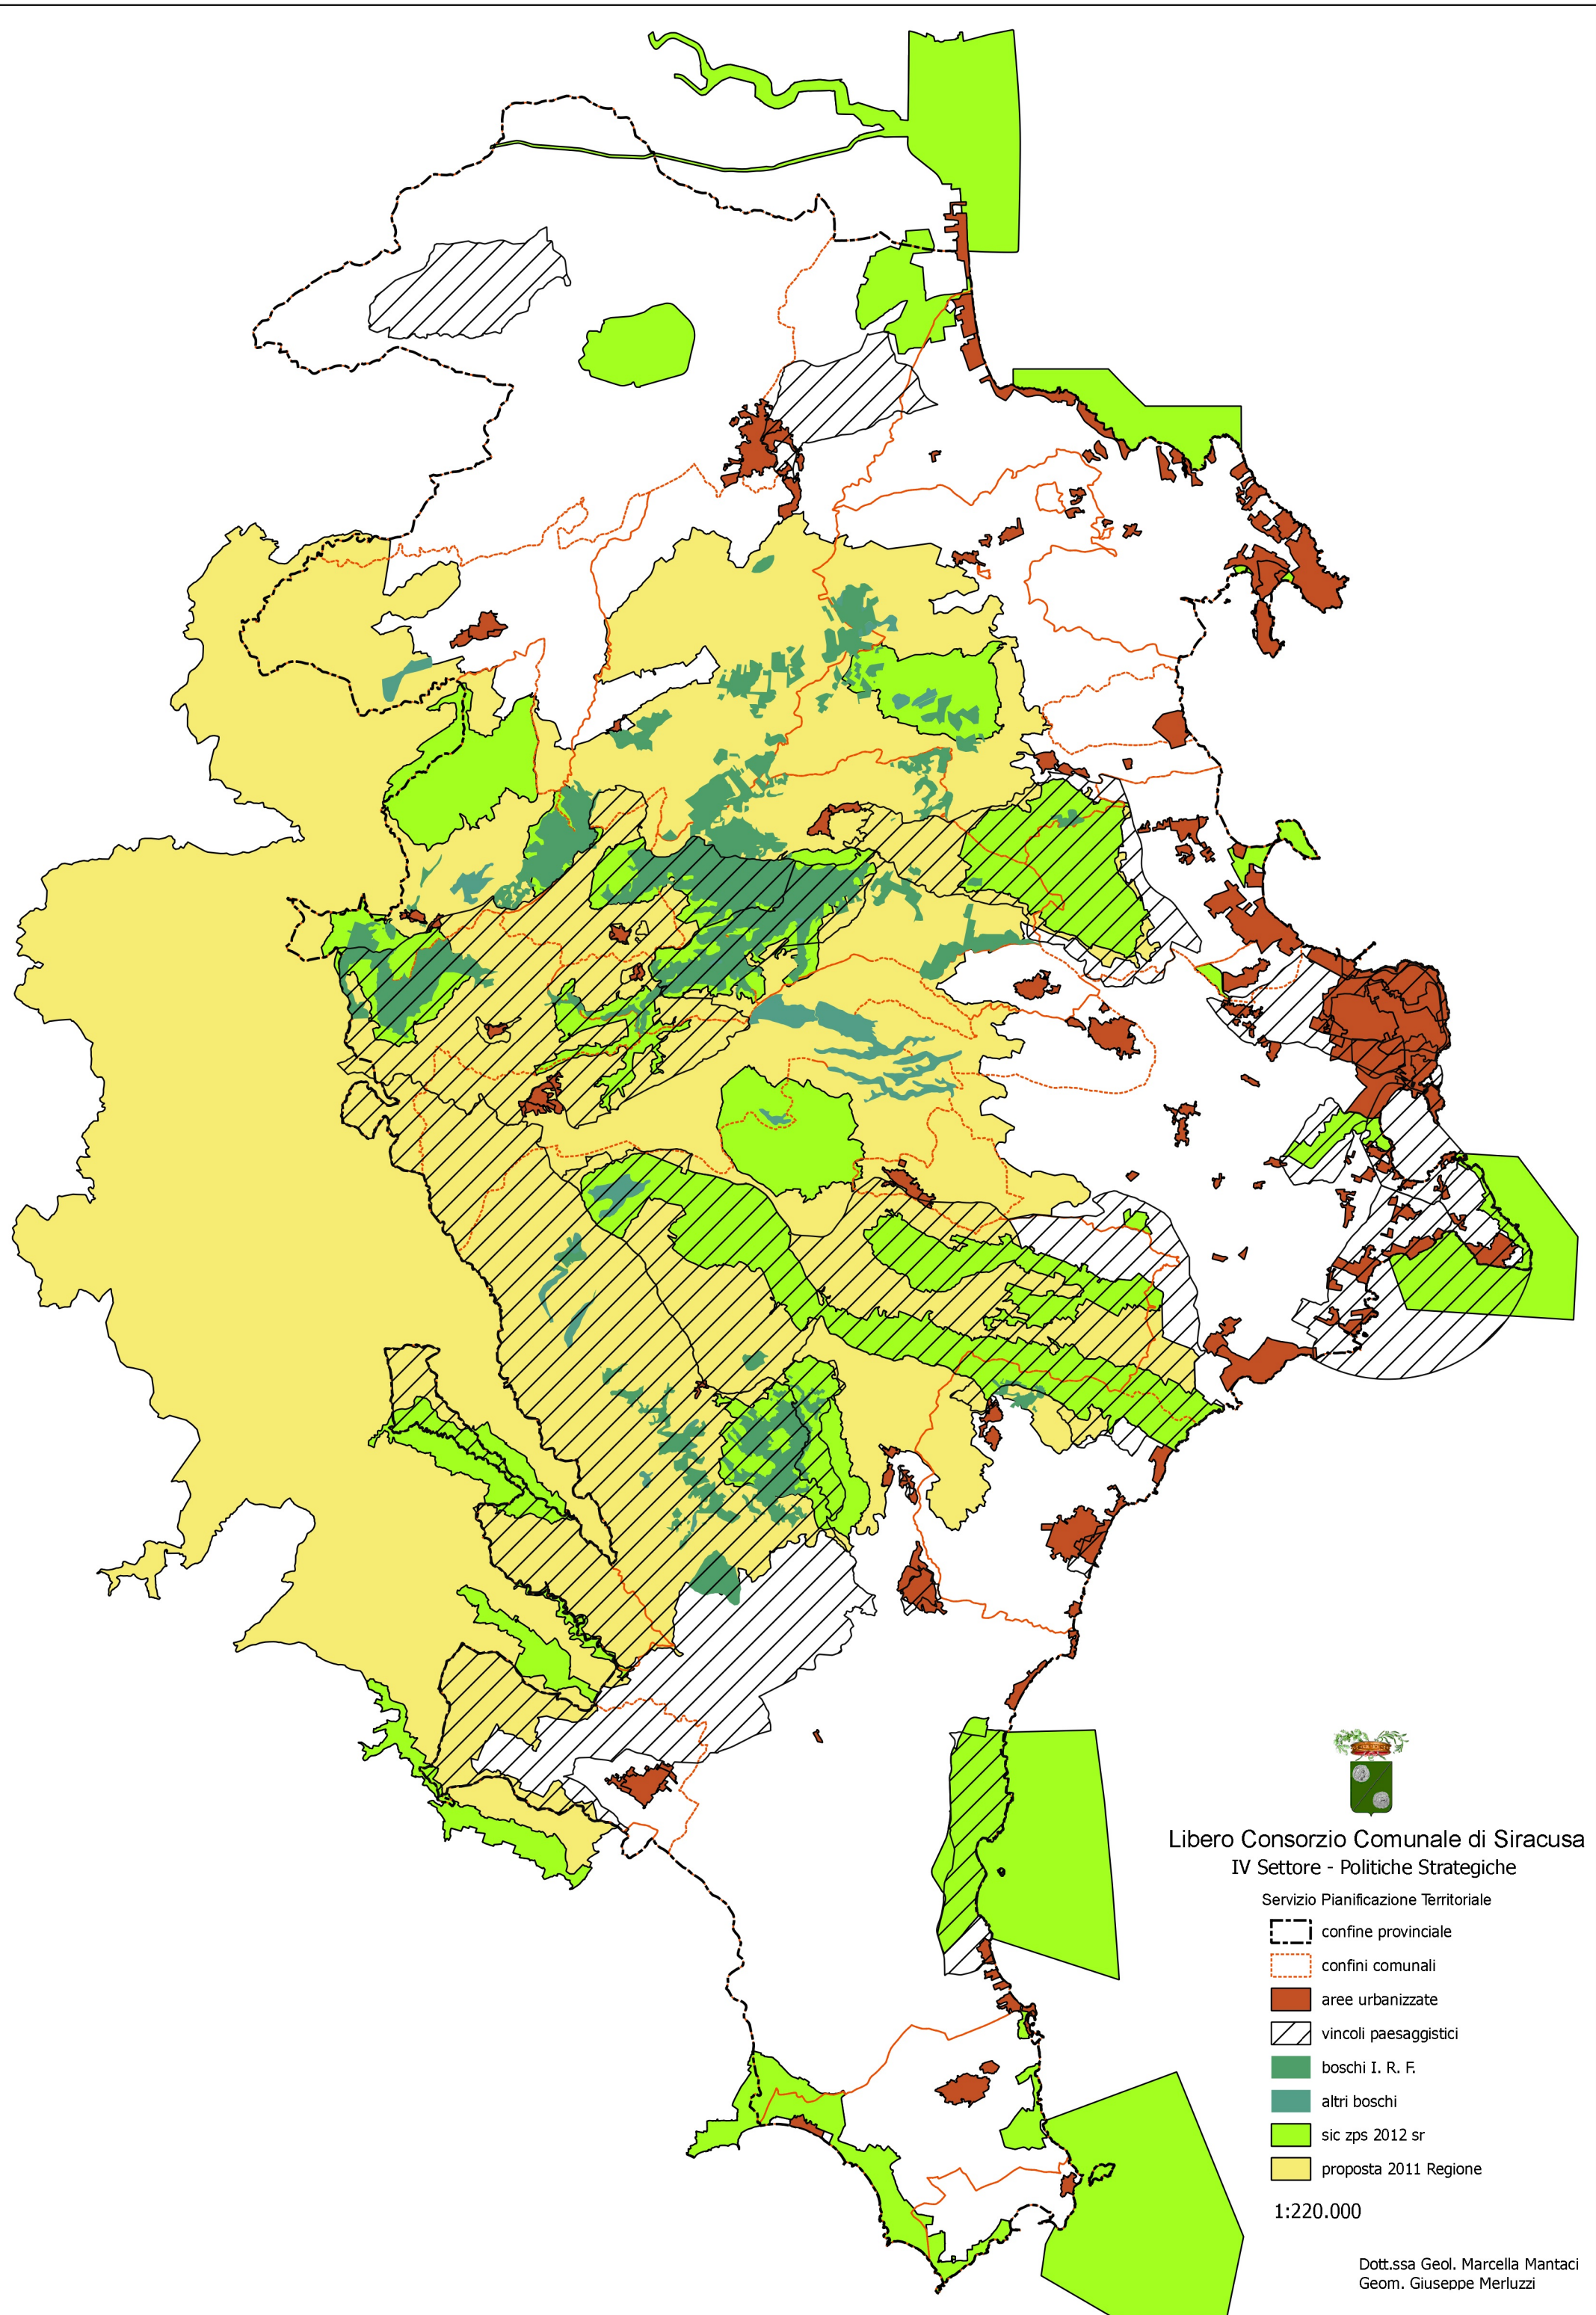 Libero Consorzio Comunale di Siracusa
IV Settore - Politiche Strategiche
Servizio Pianificazione Territoriale
confine provinciale
confini comunali
aree urbanizzate
vincoli paesaggistici
boschi I. R. F.
altri boschi
sic zps 2012 sr
proposta 2011 Regione
1:220.000
Dott.ssa Geol. Marcella Mantaci
Geom. Giuseppe Merluzzi